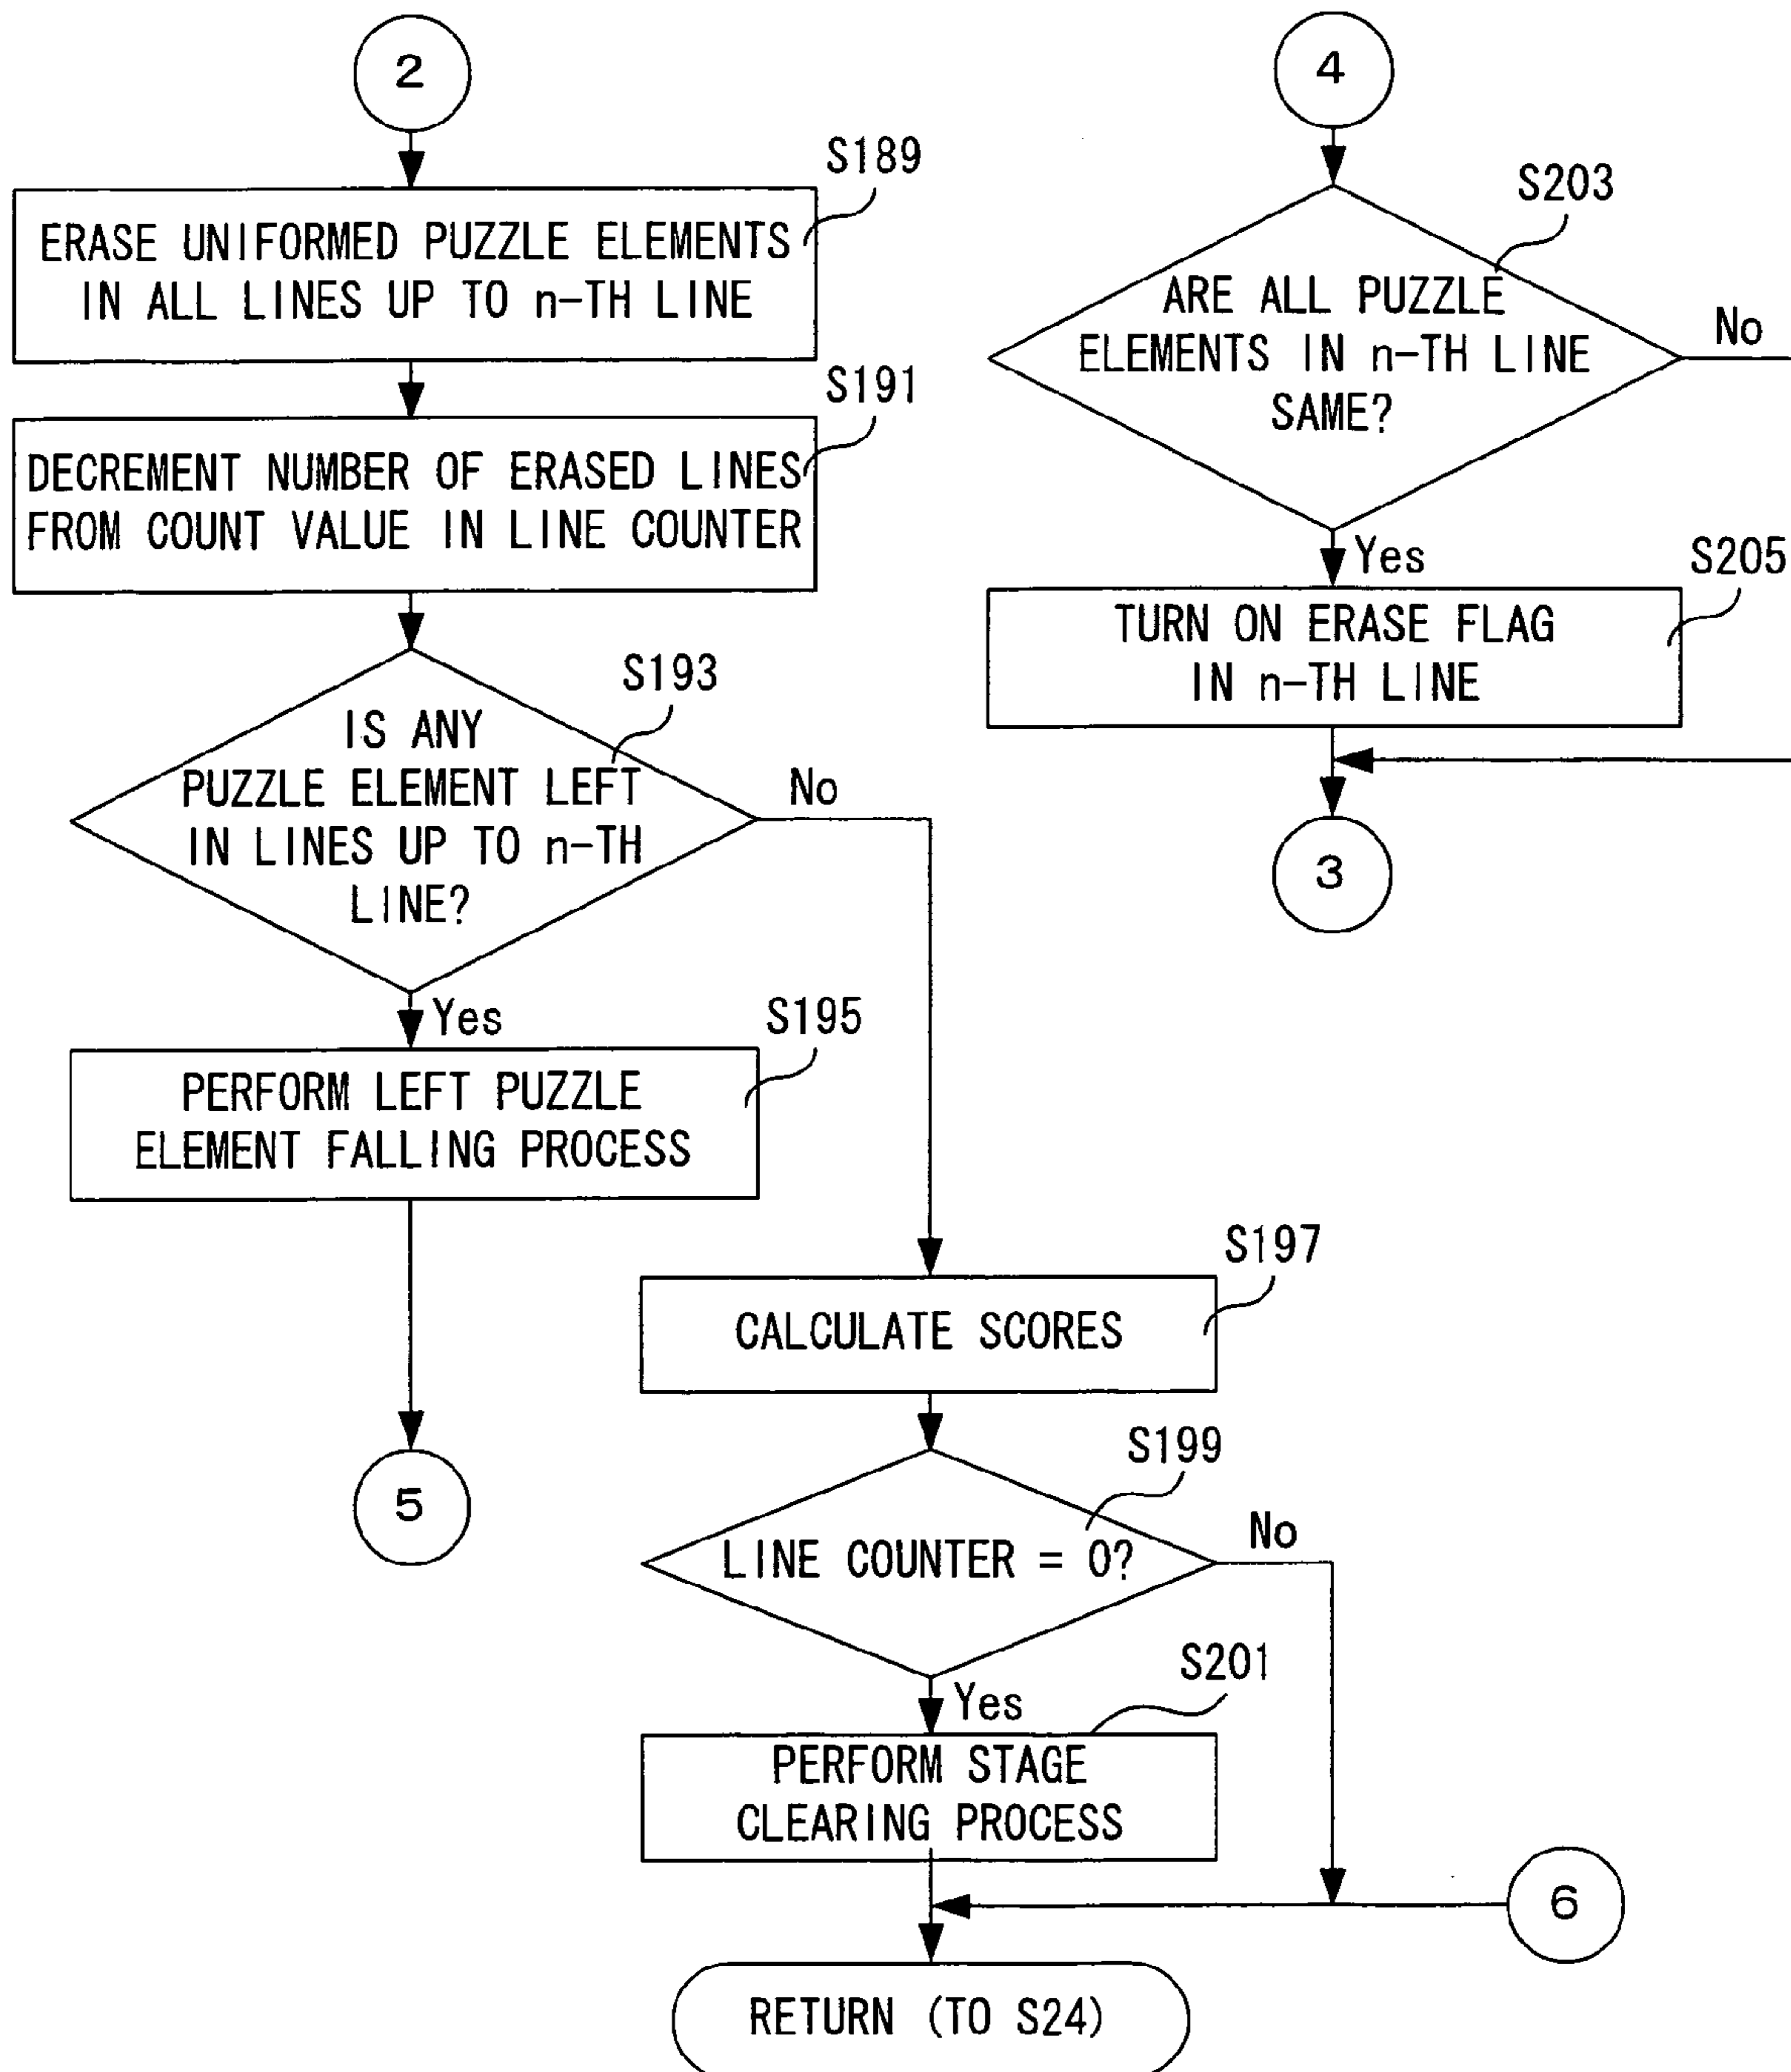 2
S189
ERASE UNIFORMED PUZZLE ELEMENTS
IN ALL LINES UP TO n-TH LINE
S191
DECREMENT NUMBER OF ERASED LINES
FROM COUNT VALUE IN LINE COUNTER
S193
IS ANY
PUZZLE ELEMENT LEFT
IN LINES UP TO n-TH
LINE?
No
Yes
S195
PERFORM LEFT PUZZLE
ELEMENT FALLING PROCESS
5
S197
CALCULATE SCORES
S199
LINE COUNTER = 0?
No
Yes
S201
PERFORM STAGE
CLEARING PROCESS
6
RETURN (TO S24)
4
S203
ARE ALL PUZZLE
ELEMENTS IN n-TH LINE
SAME?
No
Yes
S205
TURN ON ERASE FLAG
IN n-TH LINE
3